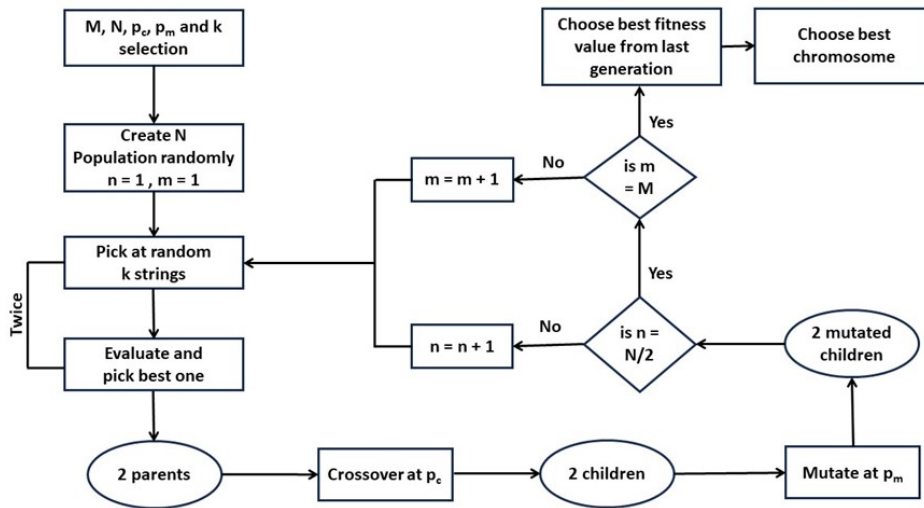 M, N, pc, pm and k
selection
Create N
Population randomly
n = 1 , m = 1
Pick at random
k strings
Twice
Evaluate and
pick best one
2 parents
Crossover at pc
2 children
Mutate at pm
2 mutated
children
is n =
N/2
No
n = n + 1
Yes
is m
= M
No
m = m + 1
Yes
Choose best fitness
value from last
generation
Choose best
chromosome